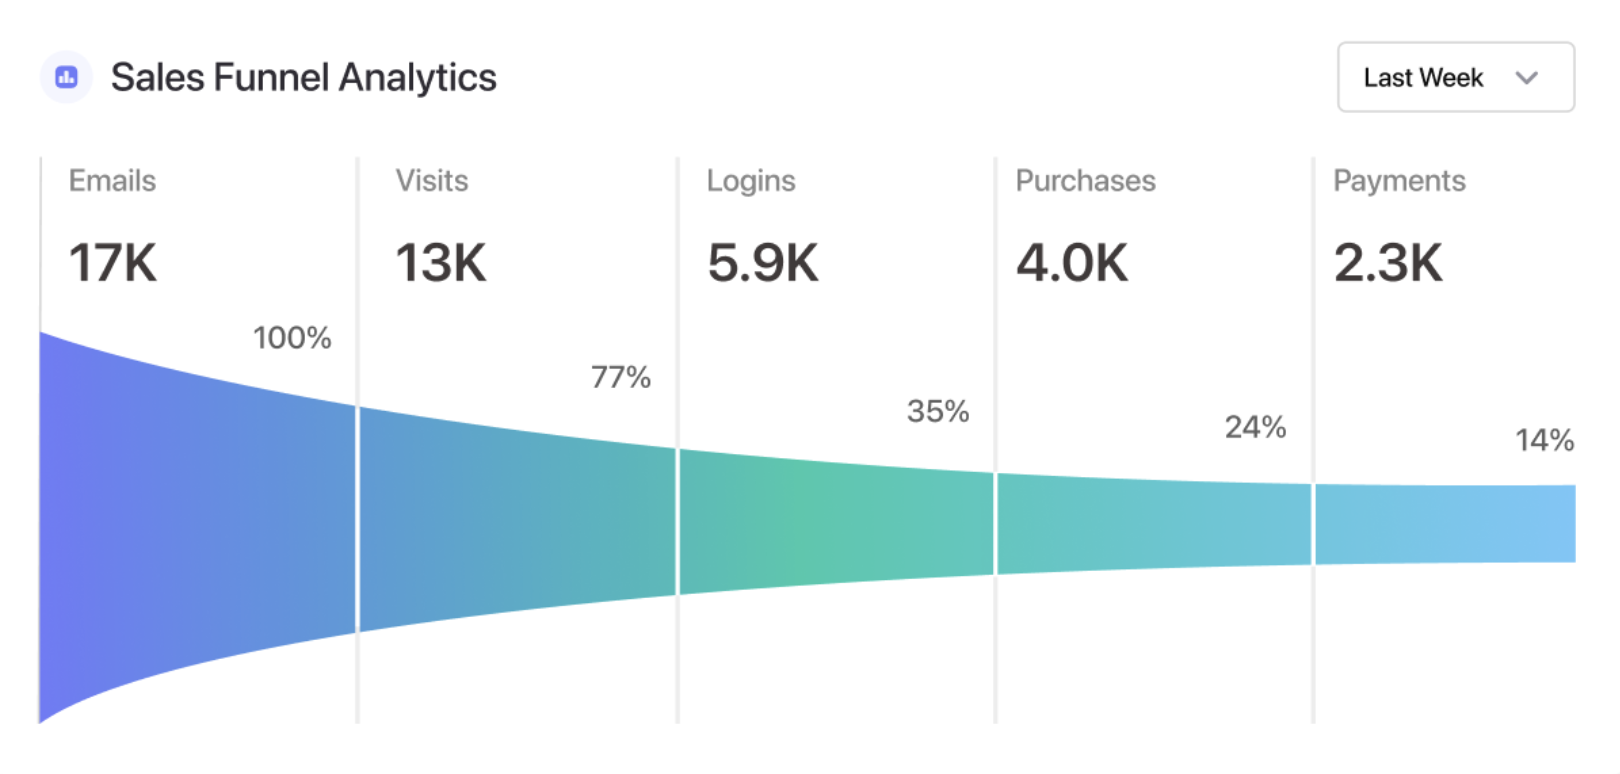 Sales Funnel Analytics
Last Week
Emails
Visits
Logins
Purchases
Payments
17K
13K
5.9K
4.0K
2.3K
100%
77%
35%
24%
14%